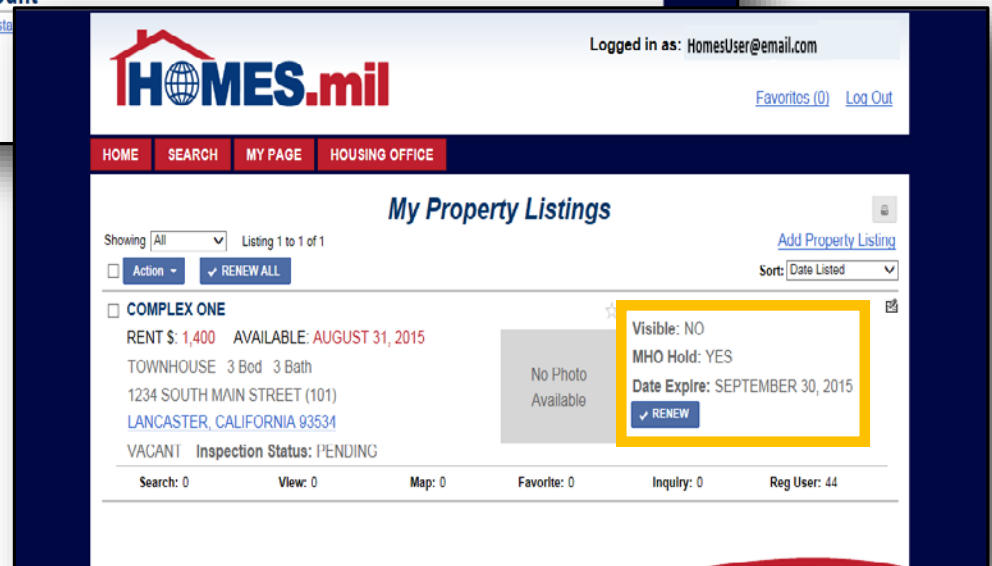 HOMES.mil
Logged in as: HomesUser@email.com
Favorites (0) Log Out
HOME SEARCH MY PAGE HOUSING OFFICE
My Property Listings
Showing All Listing 1 to 1 of 1
Add Property Listing
Action RENEW ALL
Sort: Date Listed
COMPLEX ONE
RENT $: 1,400 AVAILABLE: AUGUST 31, 2015
TOWNHOUSE 3 Bed 3 Bath
1234 SOUTH MAIN STREET (101)
LANCASTER, CALIFORNIA 93534
VACANT Inspection Status: PENDING
No Photo
Available
Visible: NO
MHO Hold: YES
Date Expire: SEPTEMBER 30, 2015
RENEW
Search: 0 View: 0 Map: 0 Favorite: 0 Inquiry: 0 Reg User: 44